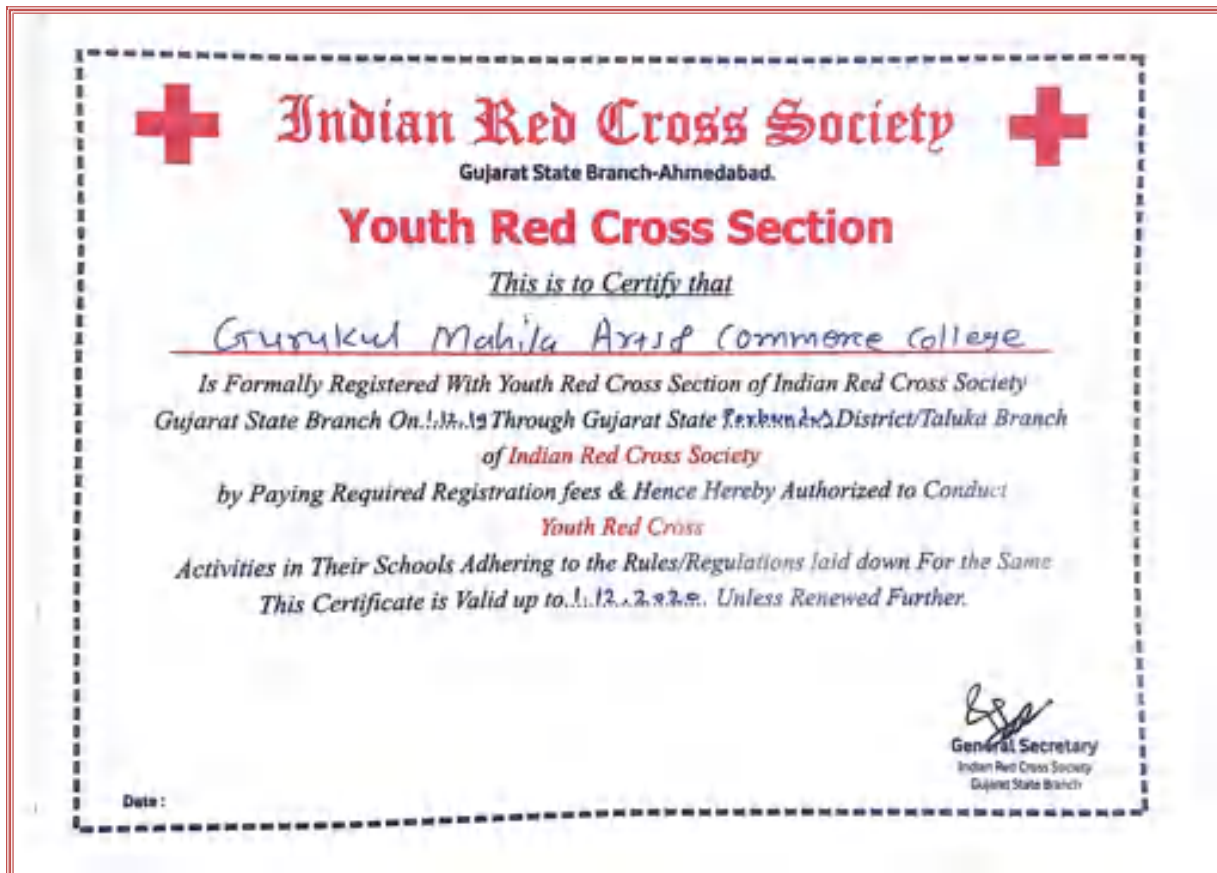 Indian Red Cross Society
Gujarat State Branch-Ahmedabad.
Youth Red Cross Section
This is to Certify that
Gurukul Mahila Arts & Commerce College
Is Formally Registered With Youth Red Cross Section of Indian Red Cross Society
Gujarat State Branch On.1.12.19 Through Gujarat State Porbandar District/Taluka Branch
of Indian Red Cross Society
by Paying Required Registration fees & Hence Hereby Authorized to Conduct
Youth Red Cross
Activities in Their Schools Adhering to the Rules/Regulations laid down For the Same
This Certificate is Valid up to..1.12.2020. Unless Renewed Further.
General Secretary
Indian Red Cross Society
Gujarat State Branch
Date :